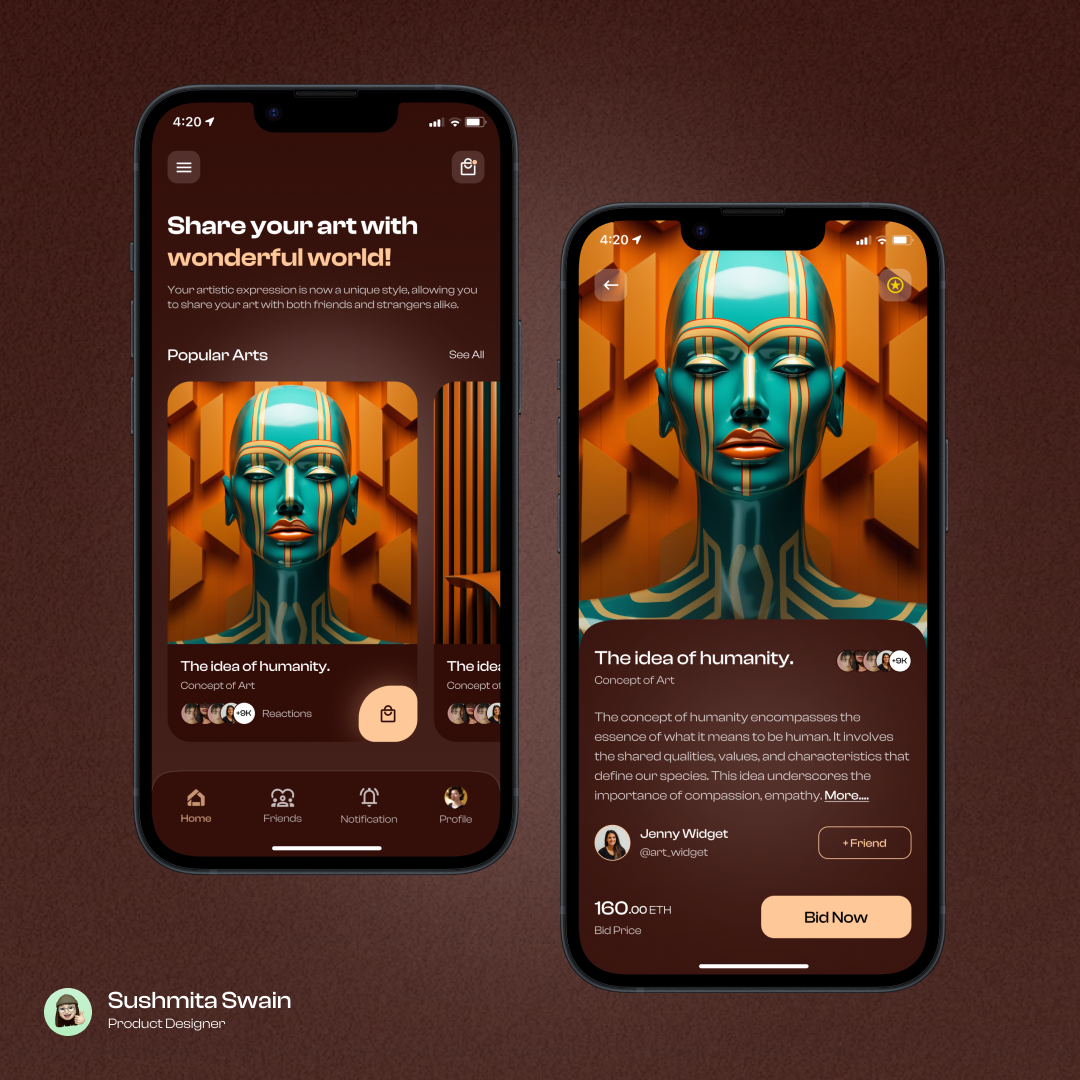 4:20
Share your art with
wonderful world!
Your artistic expression is now a unique style, allowing you
to share your art with both friends and strangers alike.
Popular Arts
See All
The idea of humanity.
Concept of Art
+9K
Reactions
The idea
Concept of
Home
Friends
Notification
Profile
4:20
The idea of humanity.
+9K
Concept of Art
The concept of humanity encompasses the
essence of what it means to be human. It involves
the shared qualities, values, and characteristics that
define our species. This idea underscores the
importance of compassion, empathy. More....
Jenny Widget
@art_widget
+ Friend
160.00 ETH
Bid Price
Bid Now
Sushmita Swain
Product Designer